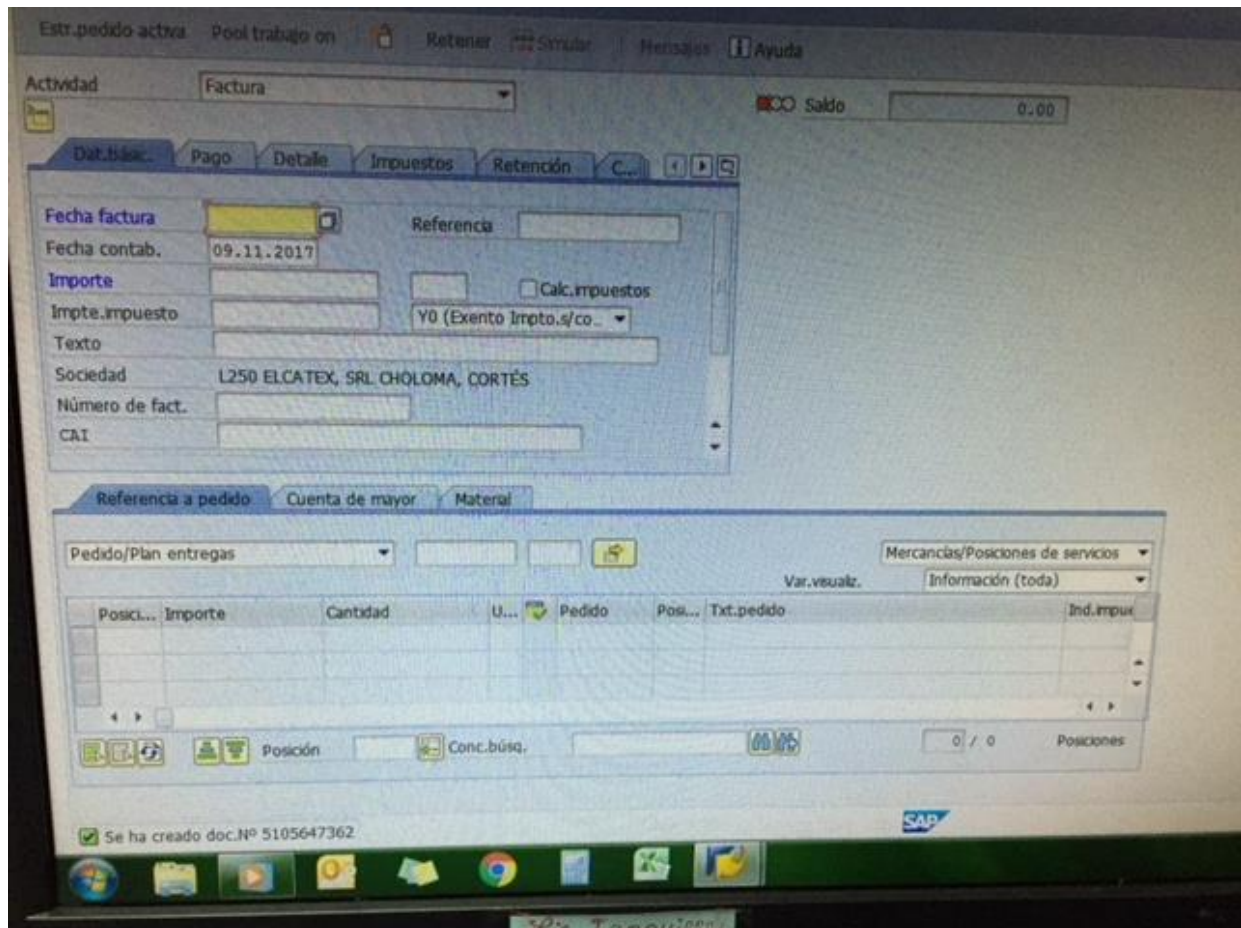 Estr.pedido activa Pool trabajo on Retener Simular Mensajes Ayuda
Actividad Factura
Saldo 0.00
Dat.básic. Pago Detalle Impuestos Retención C...
Fecha factura Referencia
Fecha contab. 09.11.2017
Importe Calc.impuestos
Impte.impuesto Y0 (Exento Impto.s/co...
Texto
Sociedad L250 ELCATEX, SRL CHOLOMA, CORTÉS
Número de fact.
CAI
Referencia a pedido Cuenta de mayor Material
Pedido/Plan entregas Mercancías/Posiciones de servicios
Var.visualiz. Información (toda)
Posici... Importe Cantidad U... Pedido Posi... Txt.pedido Ind.impue
Posición Conc.búsq. 0 / 0 Posiciones
SAP
Se ha creado doc.Nº 5105647362